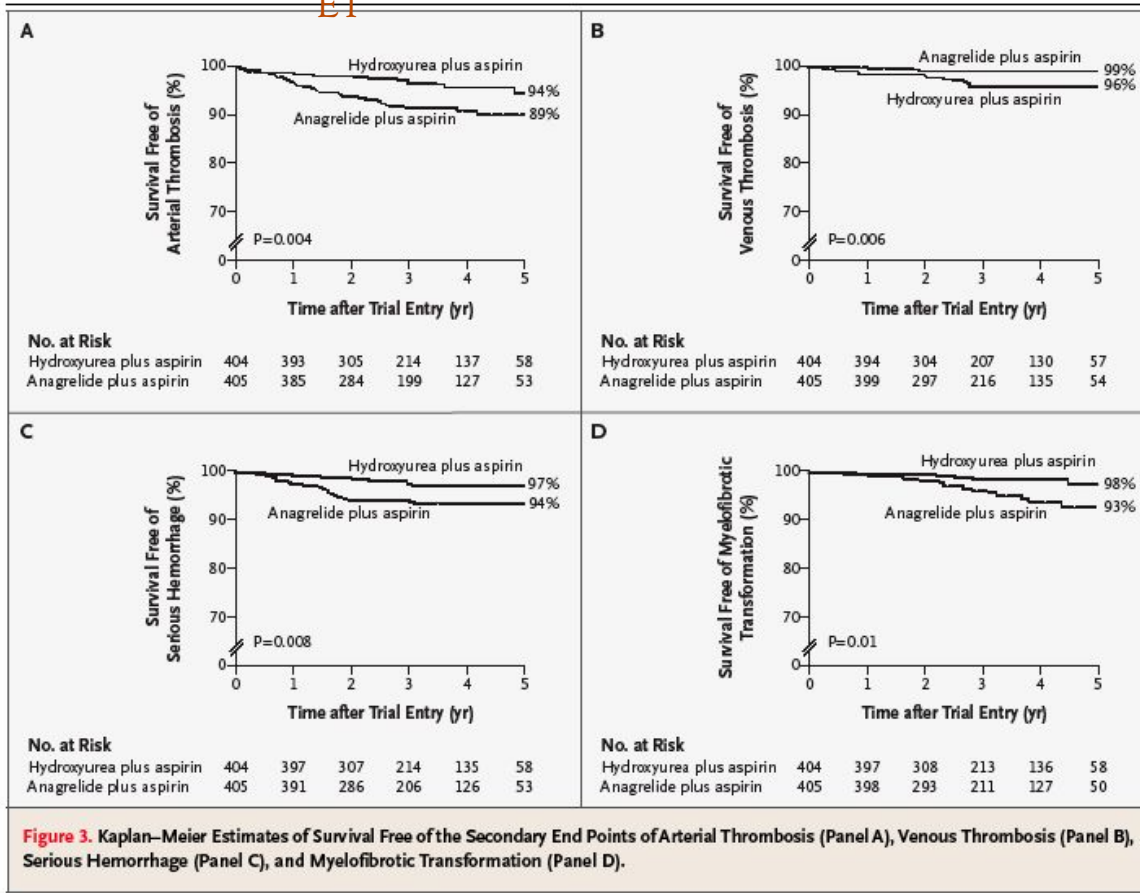 ET
A
Survival Free of
Arterial Thrombosis (%)
100
90
80
70
0
Hydroxyurea plus aspirin
94%
Anagrelide plus aspirin
89%
P=0.004
0 1 2 3 4 5
Time after Trial Entry (yr)
No. at Risk
Hydroxyurea plus aspirin 404 393 305 214 137 58
Anagrelide plus aspirin 405 385 284 199 127 53
B
Survival Free of
Venous Thrombosis (%)
100
90
80
70
0
Anagrelide plus aspirin
99%
96%
Hydroxyurea plus aspirin
P=0.006
0 1 2 3 4 5
Time after Trial Entry (yr)
No. at Risk
Hydroxyurea plus aspirin 404 394 304 207 130 57
Anagrelide plus aspirin 405 399 297 216 135 54
C
Survival Free of
Serious Hemorrhage (%)
100
90
80
70
0
Hydroxyurea plus aspirin
97%
94%
Anagrelide plus aspirin
P=0.008
0 1 2 3 4 5
Time after Trial Entry (yr)
No. at Risk
Hydroxyurea plus aspirin 404 397 307 214 135 58
Anagrelide plus aspirin 405 391 286 206 126 53
D
Survival Free of Myelofibrotic
Transformation (%)
100
90
80
70
0
Hydroxyurea plus aspirin
98%
Anagrelide plus aspirin
93%
P=0.01
0 1 2 3 4 5
Time after Trial Entry (yr)
No. at Risk
Hydroxyurea plus aspirin 404 397 308 213 136 58
Anagrelide plus aspirin 405 398 293 211 127 50
Figure 3. Kaplan–Meier Estimates of Survival Free of the Secondary End Points of Arterial Thrombosis (Panel A), Venous Thrombosis (Panel B),
Serious Hemorrhage (Panel C), and Myelofibrotic Transformation (Panel D).